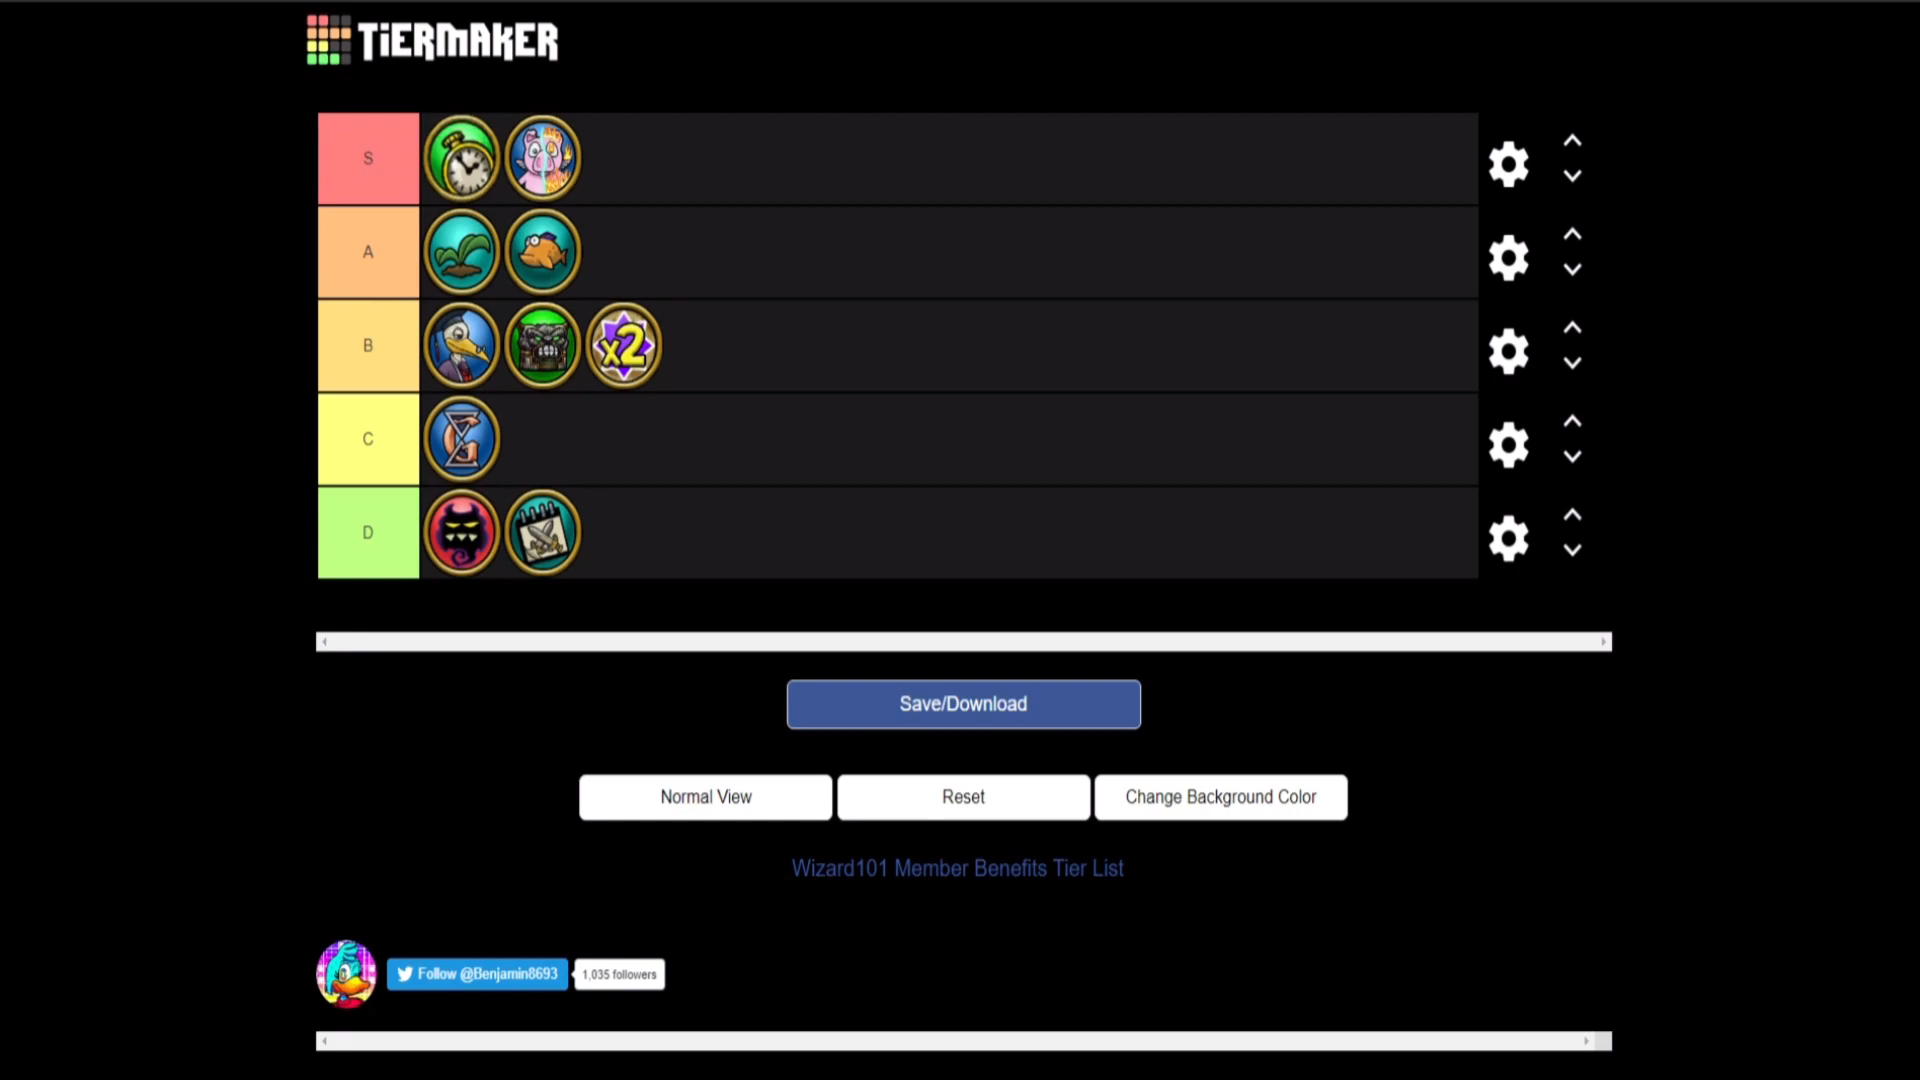 TiERMAKER
S
A
B
x2
C
D
Save/Download
Normal View
Reset
Change Background Color
Wizard101 Member Benefits Tier List
Follow @Benjamin8693
1,035 followers